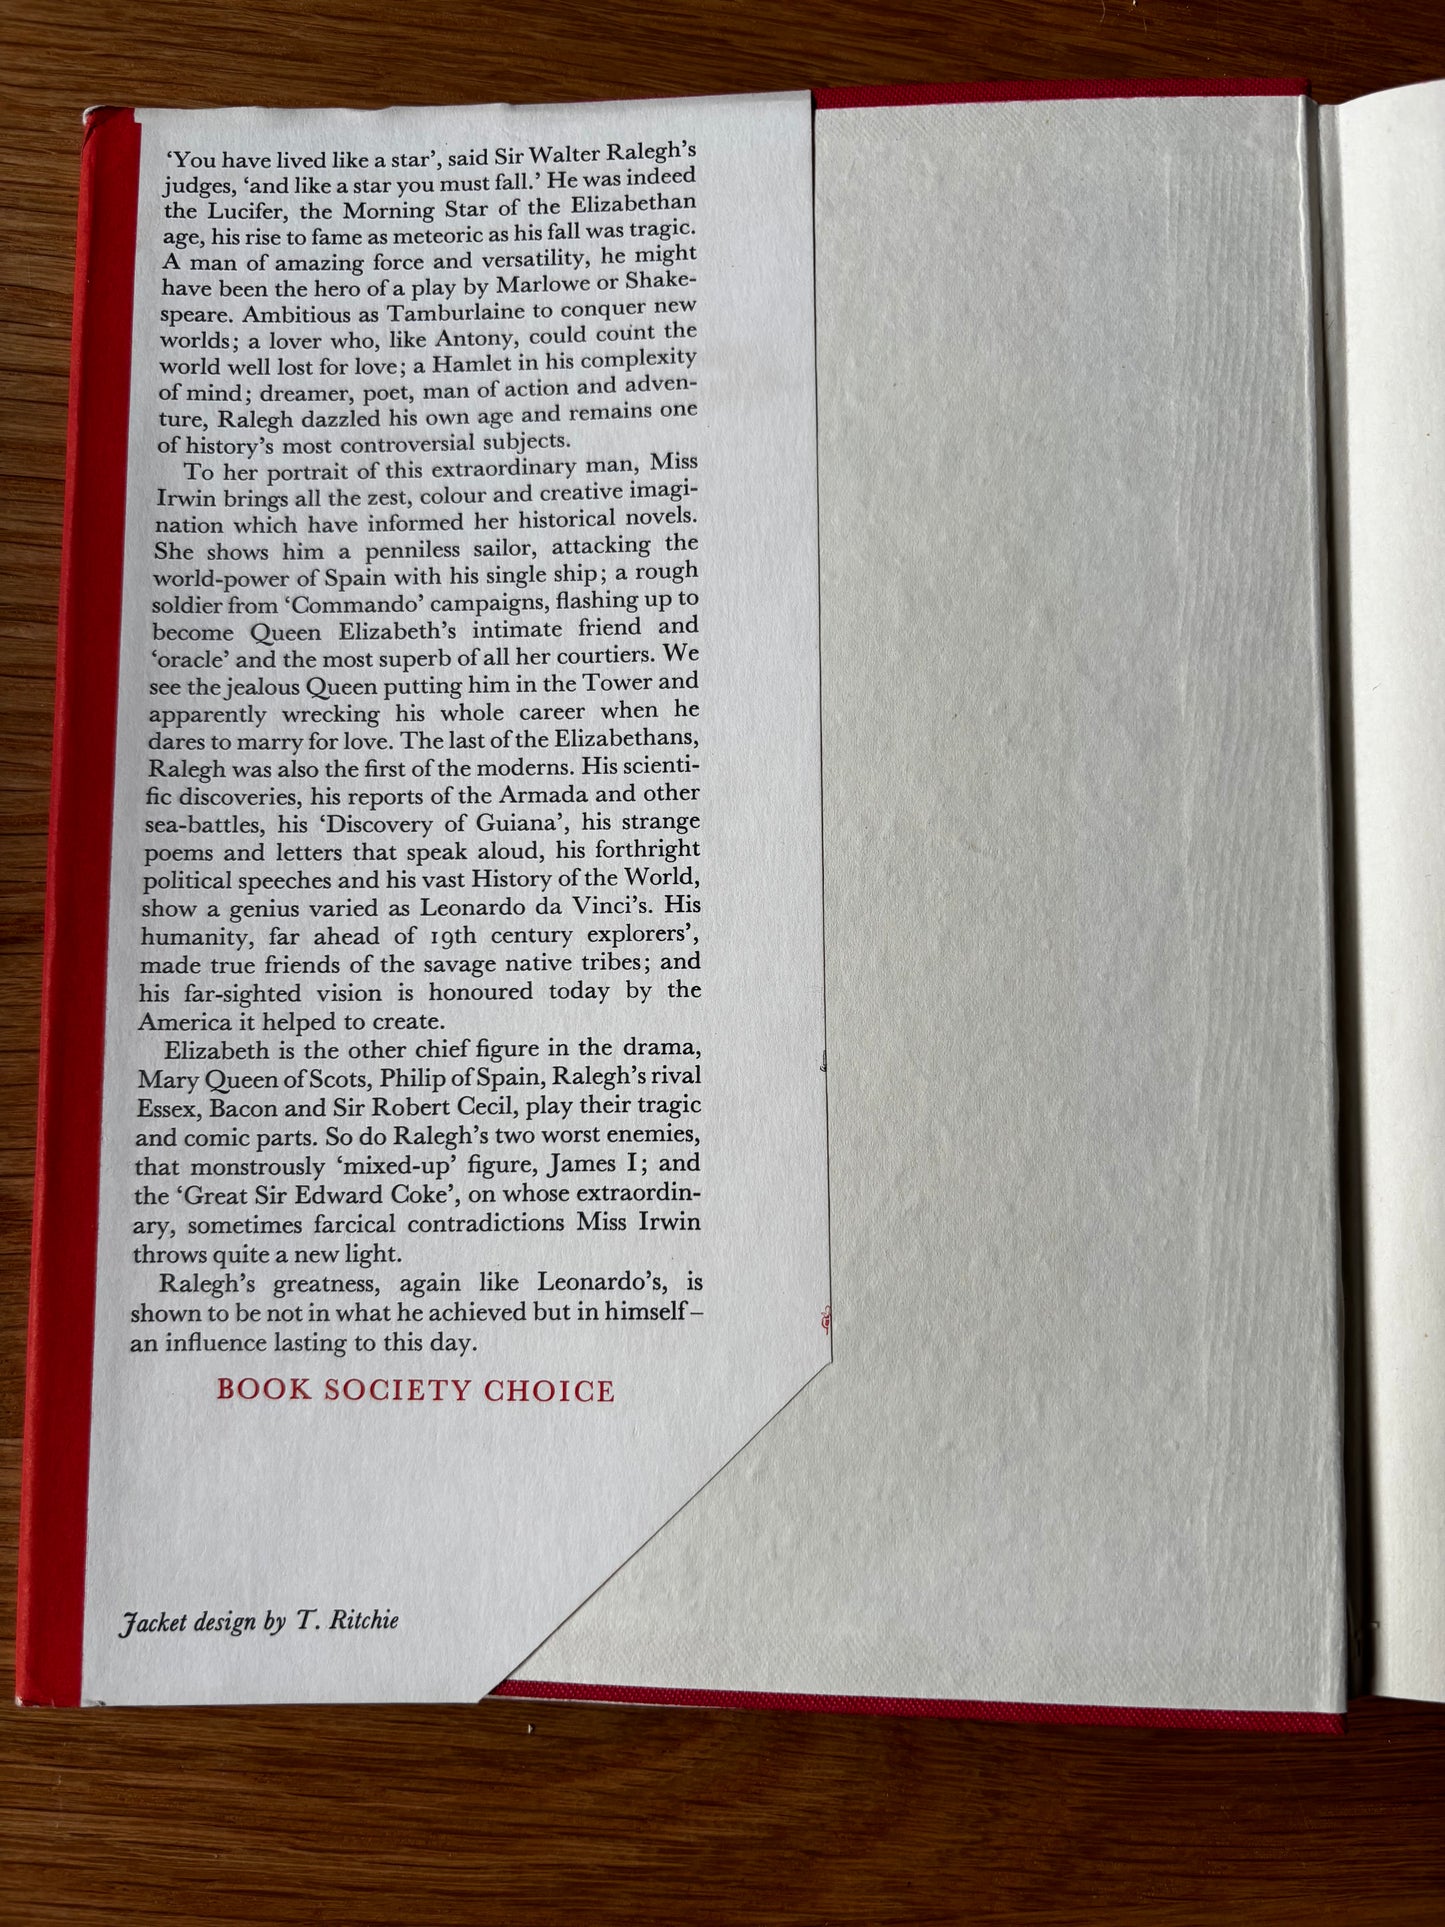 ‘You have lived like a star’, said Sir Walter Ralegh’s
judges, ‘and like a star you must fall.’ He was indeed
the Lucifer, the Morning Star of the Elizabethan
age, his rise to fame as meteoric as his fall was tragic.
A man of amazing force and versatility, he might
have been the hero of a play by Marlowe or Shake-
speare. Ambitious as Tamburlaine to conquer new
worlds; a lover who, like Antony, could count the
world well lost for love; a Hamlet in his complexity
of mind; dreamer, poet, man of action and adven-
ture, Ralegh dazzled his own age and remains one
of history’s most controversial subjects.
To her portrait of this extraordinary man, Miss
Irwin brings all the zest, colour and creative imagi-
nation which have informed her historical novels.
She shows him a penniless sailor, attacking the
world-power of Spain with his single ship; a rough
soldier from ‘Commando’ campaigns, flashing up to
become Queen Elizabeth’s intimate friend and
‘oracle’ and the most superb of all her courtiers. We
see the jealous Queen putting him in the Tower and
apparently wrecking his whole career when he
dares to marry for love. The last of the Elizabethans,
Ralegh was also the first of the moderns. His scienti-
fic discoveries, his reports of the Armada and other
sea-battles, his ‘Discovery of Guiana’, his strange
poems and letters that speak aloud, his forthright
political speeches and his vast History of the World,
show a genius varied as Leonardo da Vinci’s. His
humanity, far ahead of 19th century explorers’,
made true friends of the savage native tribes; and
his far-sighted vision is honoured today by the
America it helped to create.
Elizabeth is the other chief figure in the drama,
Mary Queen of Scots, Philip of Spain, Ralegh’s rival
Essex, Bacon and Sir Robert Cecil, play their tragic
and comic parts. So do Ralegh’s two worst enemies,
that monstrously ‘mixed-up’ figure, James I; and
the ‘Great Sir Edward Coke’, on whose extraordin-
ary, sometimes farcical contradictions Miss Irwin
throws quite a new light.
Ralegh’s greatness, again like Leonardo’s, is
shown to be not in what he achieved but in himself–
an influence lasting to this day.
BOOK SOCIETY CHOICE
Jacket design by T. Ritchie